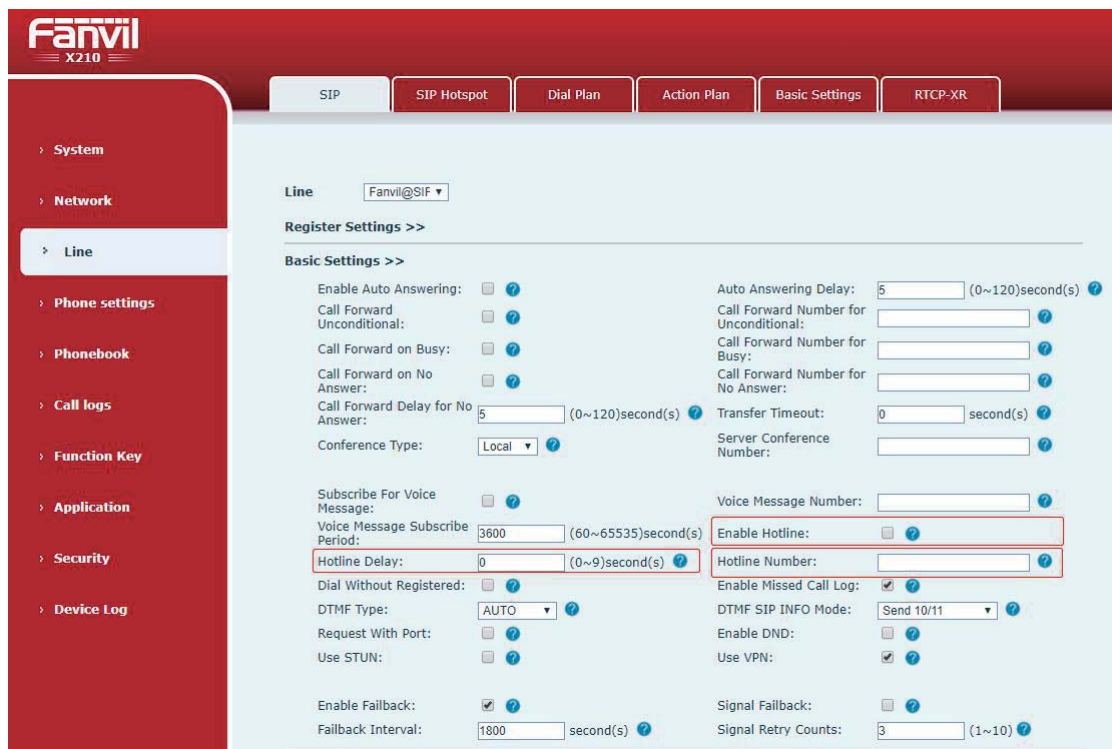 Fanvil
X210
SIP
SIP Hotspot
Dial Plan
Action Plan
Basic Settings
RTCP-XR
› System
› Network
› Line
› Phone settings
› Phonebook
› Call logs
› Function Key
› Application
› Security
› Device Log
Line Fanvil@SIF
Register Settings >>
Basic Settings >>
Enable Auto Answering: Auto Answering Delay: 5 (0~120)second(s)
Call Forward Unconditional: Call Forward Number for Unconditional:
Call Forward on Busy: Call Forward Number for Busy:
Call Forward on No Answer: Call Forward Number for No Answer:
Call Forward Delay for No Answer: 5 (0~120)second(s) Transfer Timeout: 0 second(s)
Conference Type: Local Server Conference Number:
Subscribe For Voice Message: Voice Message Number:
Voice Message Subscribe Period: 3600 (60~65535)second(s) Enable Hotline:
Hotline Delay: 0 (0~9)second(s) Hotline Number:
Dial Without Registered: Enable Missed Call Log:
DTMF Type: AUTO DTMF SIP INFO Mode: Send 10/11
Request With Port: Enable DND:
Use STUN: Use VPN:
Enable Failback: Signal Failback:
Failback Interval: 1800 second(s) Signal Retry Counts: 3 (1~10)